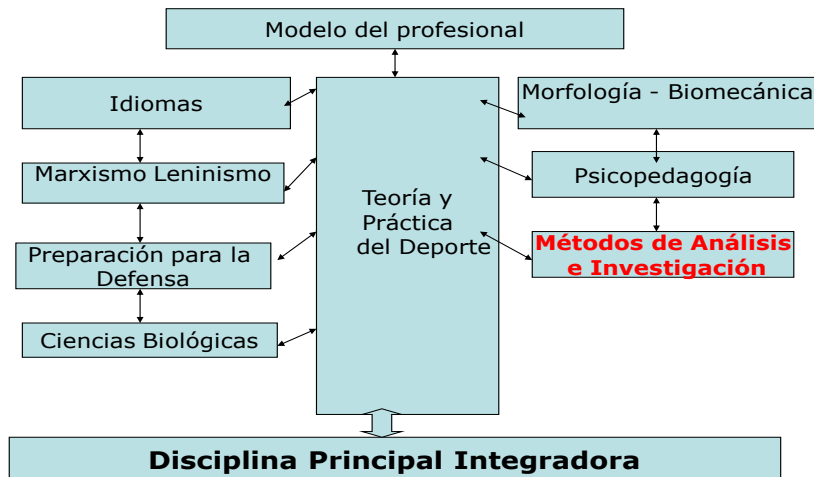 Modelo del profesional
Idiomas
Marxismo Leninismo
Preparación para la
Defensa
Ciencias Biológicas
Teoría y
Práctica
del Deporte
Morfología - Biomecánica
Psicopedagogía
Métodos de Análisis
e Investigación
Disciplina Principal Integradora